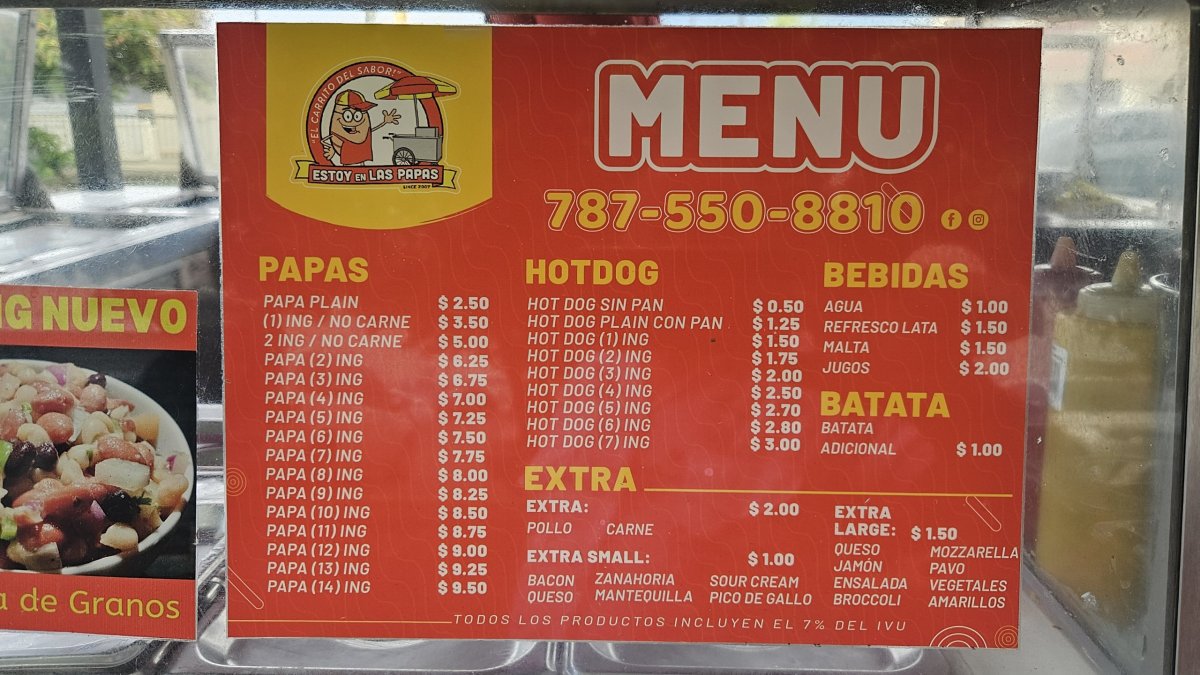 "EL CARRITO DEL SABOR!"
ESTOY EN LAS PAPAS
SINCE 2007
MENU
787-550-8810
PAPAS
PAPA PLAIN $ 2.50
(1) ING / NO CARNE $ 3.50
2 ING / NO CARNE $ 5.00
PAPA (2) ING $ 6.25
PAPA (3) ING $ 6.75
PAPA (4) ING $ 7.00
PAPA (5) ING $ 7.25
PAPA (6) ING $ 7.50
PAPA (7) ING $ 7.75
PAPA (8) ING $ 8.00
PAPA (9) ING $ 8.25
PAPA (10) ING $ 8.50
PAPA (11) ING $ 8.75
PAPA (12) ING $ 9.00
PAPA (13) ING $ 9.25
PAPA (14) ING $ 9.50
HOTDOG
HOT DOG SIN PAN $ 0.50
HOT DOG PLAIN CON PAN $ 1.25
HOT DOG (1) ING $ 1.50
HOT DOG (2) ING $ 1.75
HOT DOG (3) ING $ 2.00
HOT DOG (4) ING $ 2.50
HOT DOG (5) ING $ 2.70
HOT DOG (6) ING $ 2.80
HOT DOG (7) ING $ 3.00
BEBIDAS
AGUA $ 1.00
REFRESCO LATA $ 1.50
MALTA $ 1.50
JUGOS $ 2.00
BATATA
BATATA
ADICIONAL $ 1.00
EXTRA
EXTRA: $ 2.00
POLLO CARNE
EXTRA SMALL: $ 1.00
BACON ZANAHORIA SOUR CREAM
QUESO MANTEQUILLA PICO DE GALLO
EXTRA
LARGE: $ 1.50
QUESO MOZZARELLA
JAMÓN PAVO
ENSALADA VEGETALES
BROCCOLI AMARILLOS
TODOS LOS PRODUCTOS INCLUYEN EL 7% DEL IVU
NG NUEVO
a de Granos